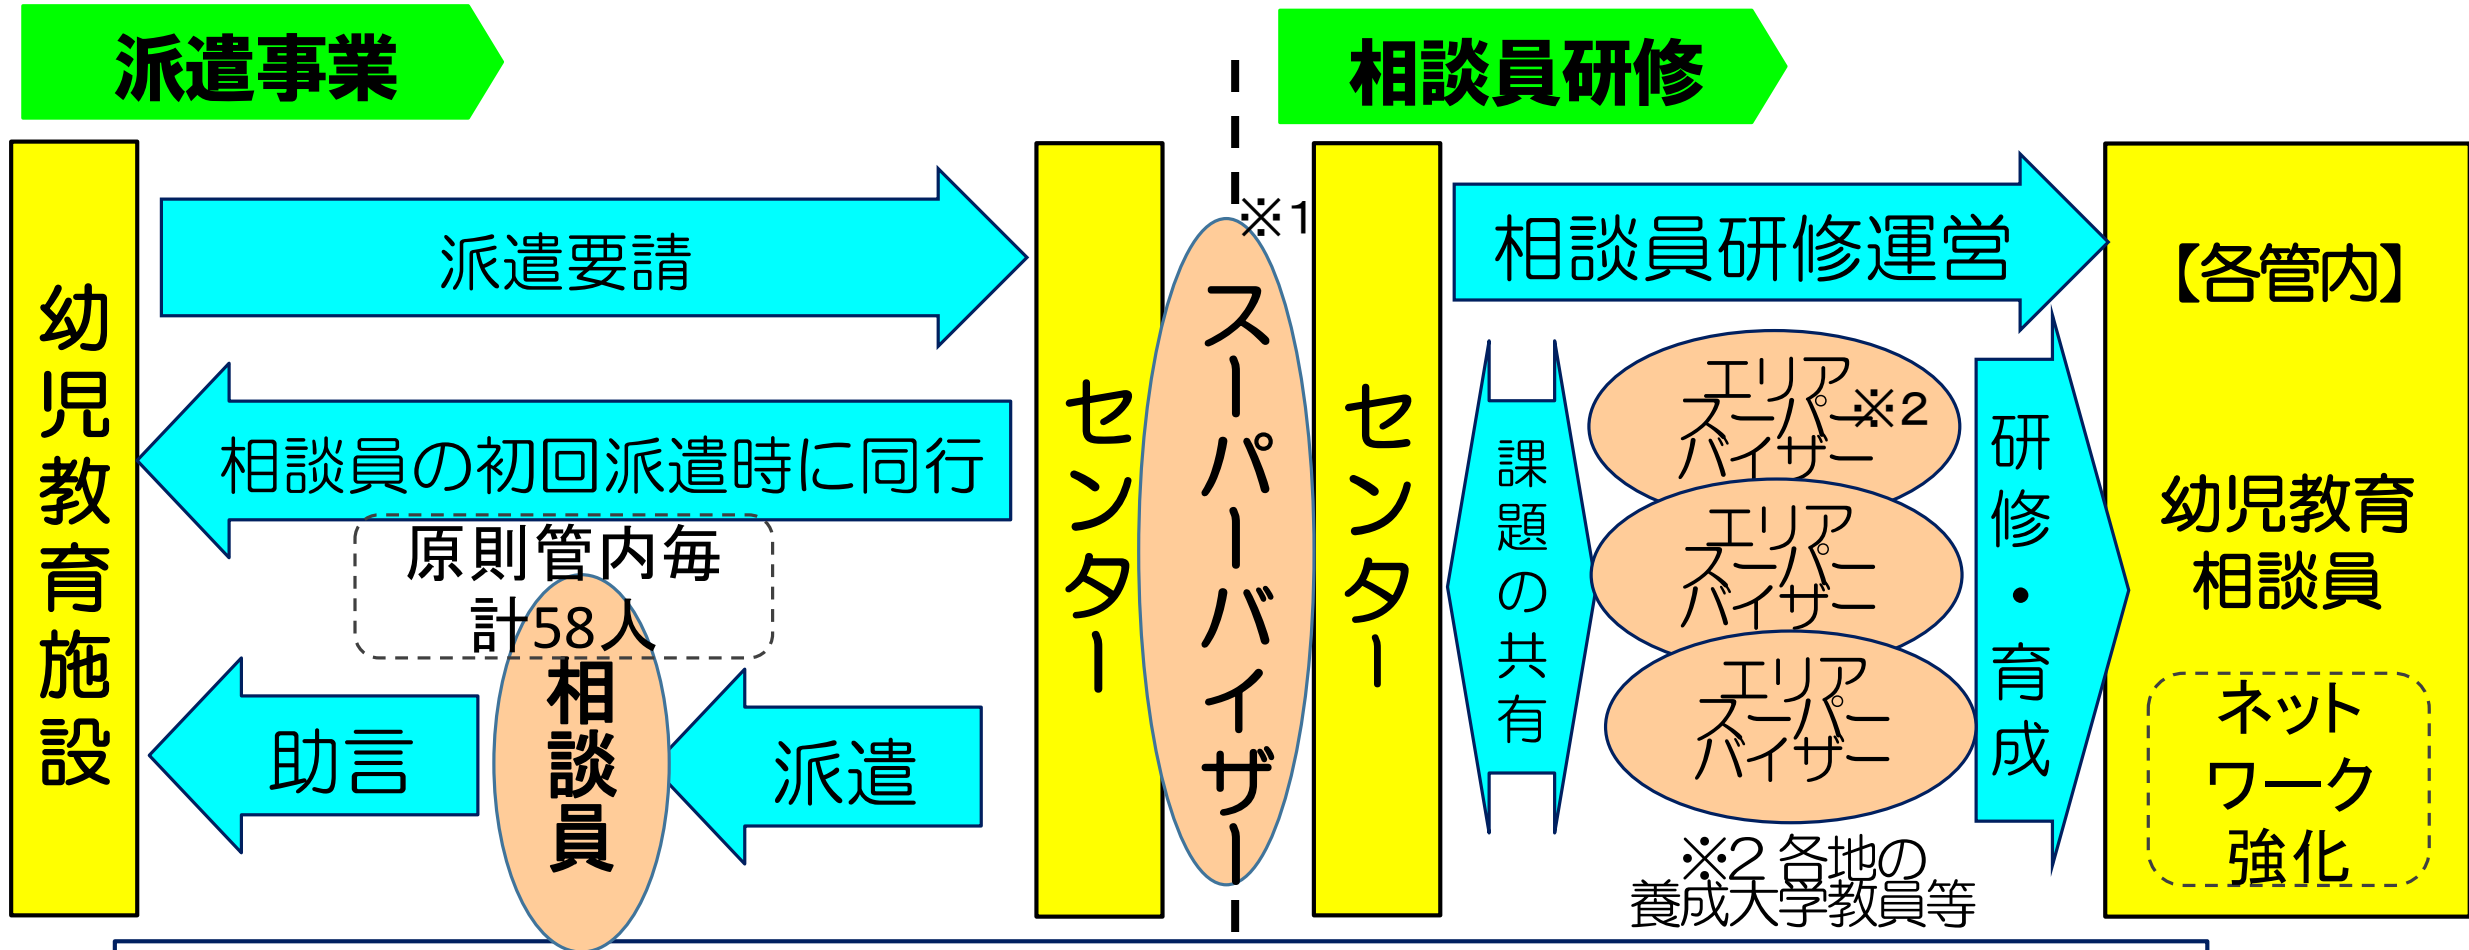 派遣事業
幼児教育施設
派遣要請
相談員の初回派遣時に同行
原則管内毎
計58人
相談員
助言
派遣
センター
※1
スーパーバイザー
相談員研修
センター
相談員研修運営
課題の共有
エリア
スーパー
バイザー
※2
エリア
スーパー
バイザー
エリア
スーパー
バイザー
※2 各地の
養成大学教員等
研修・育成
【各管内】
幼児教育
相談員
ネット
ワーク
強化